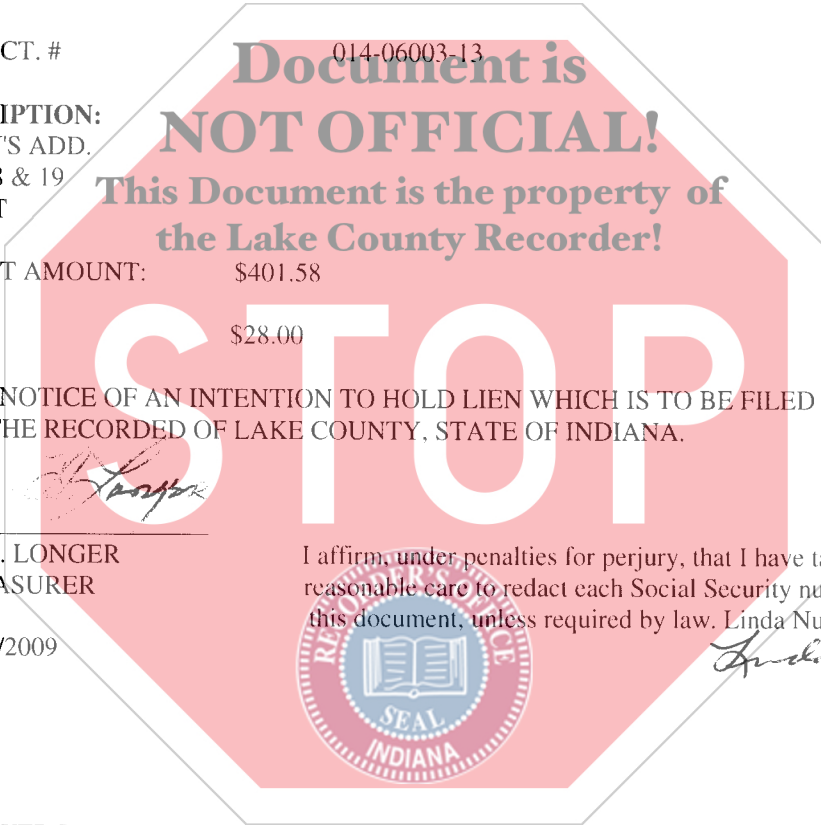 CT. # 014-06003-13
Document is
IPTION:
NOT OFFICIAL!
'S ADD.
& 19
This Document is the property of
T
the Lake County Recorder!
T AMOUNT: $401.58
$28.00
STOP
NOTICE OF AN INTENTION TO HOLD LIEN WHICH IS TO BE FILED
THE RECORDED OF LAKE COUNTY, STATE OF INDIANA.
. LONGER
ASURER
/2009
I affirm, under penalties for perjury, that I have ta
reasonable care to redact each Social Security nu
this document, unless required by law. Linda Nu
RECORDER'S OFFICE
SEAL
INDIANA